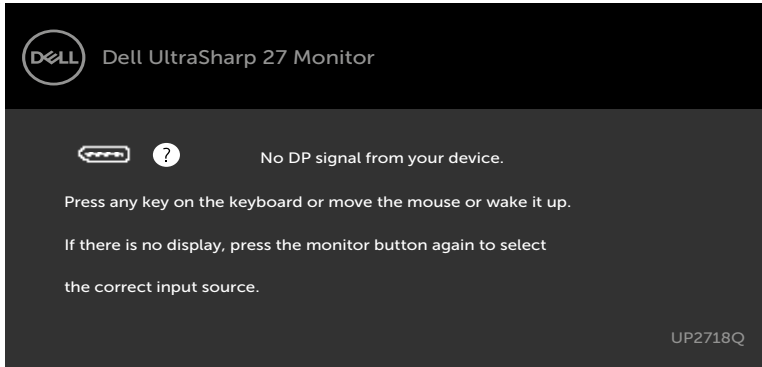 DELL
Dell UltraSharp 27 Monitor
? No DP signal from your device.
Press any key on the keyboard or move the mouse or wake it up.
If there is no display, press the monitor button again to select
the correct input source.
UP2718Q